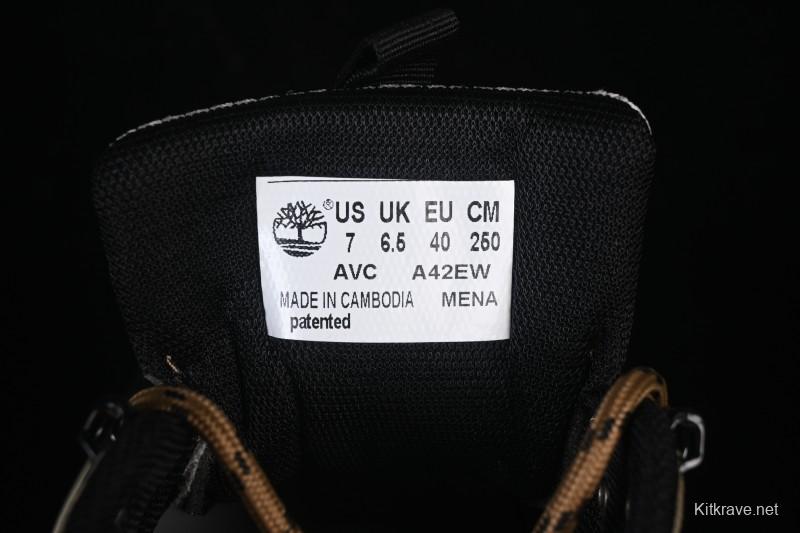 ® US UK EU CM
7 6.5 40 250
AVC A42EW
MADE IN CAMBODIA MENA
patented
Kitkrave.net